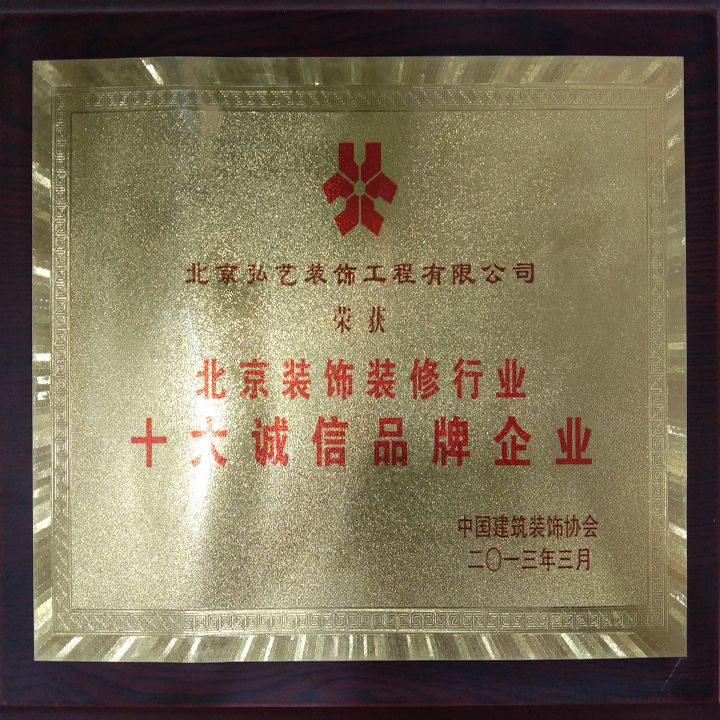 北京弘艺装饰工程有限公司
荣获
北京装饰装修行业
十大诚信品牌企业
中国建筑装饰协会
二〇一三年三月